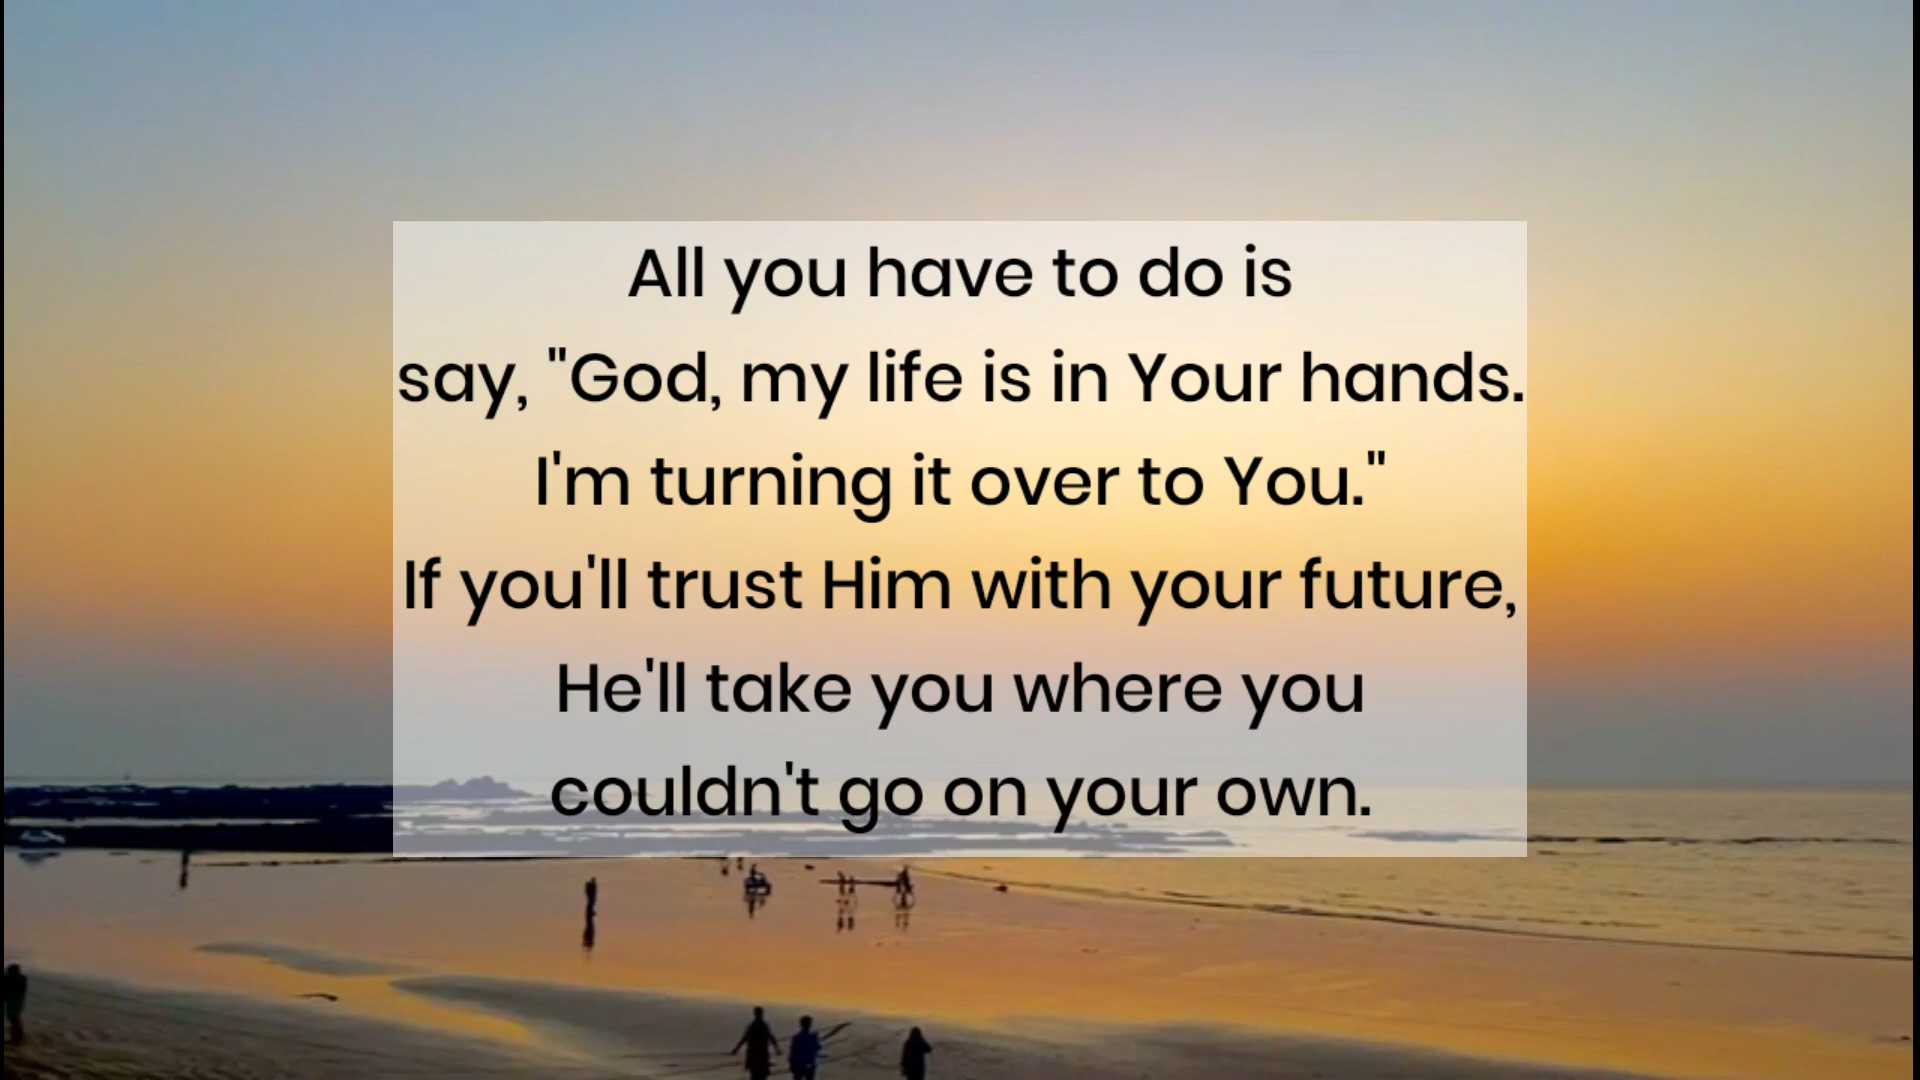 All you have to do is
say, "God, my life is in Your hands.
I'm turning it over to You."
If you'll trust Him with your future,
He'll take you where you
couldn't go on your own.